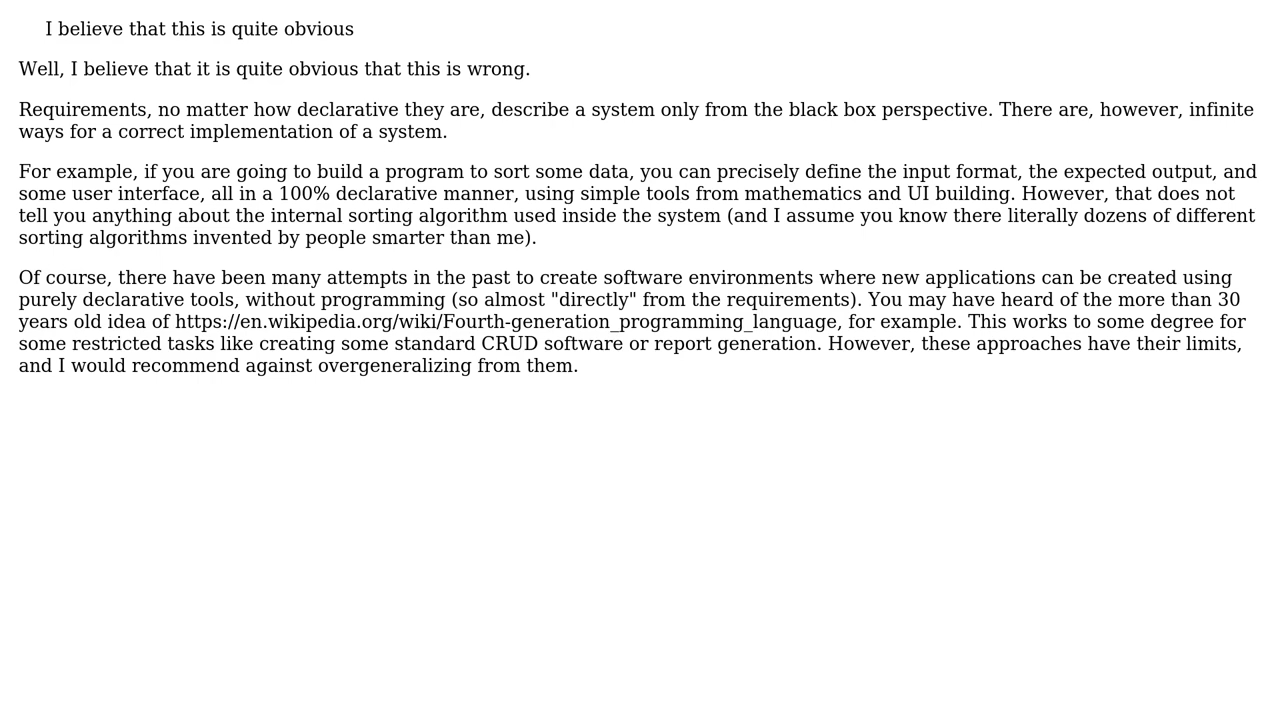 I believe that this is quite obvious
Well, I believe that it is quite obvious that this is wrong.
Requirements, no matter how declarative they are, describe a system only from the black box perspective. There are, however, infinite
ways for a correct implementation of a system.
For example, if you are going to build a program to sort some data, you can precisely define the input format, the expected output, and
some user interface, all in a 100% declarative manner, using simple tools from mathematics and UI building. However, that does not
tell you anything about the internal sorting algorithm used inside the system (and I assume you know there literally dozens of different
sorting algorithms invented by people smarter than me).
Of course, there have been many attempts in the past to create software environments where new applications can be created using
purely declarative tools, without programming (so almost "directly" from the requirements). You may have heard of the more than 30
years old idea of https://en.wikipedia.org/wiki/Fourth-generation_programming_language, for example. This works to some degree for
some restricted tasks like creating some standard CRUD software or report generation. However, these approaches have their limits,
and I would recommend against overgeneralizing from them.